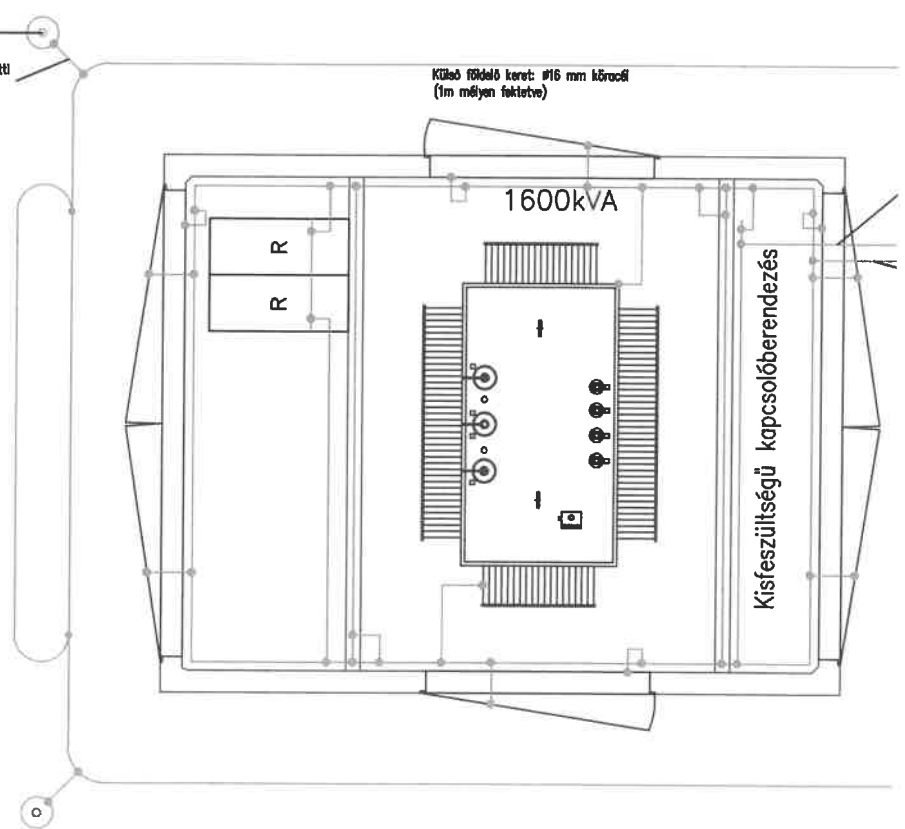 Külső földelő keret: ø16 mm köracél
(1m mélyen fektetve)
1600kVA
R
R
Kisfeszültségű kapcsolóberendezés